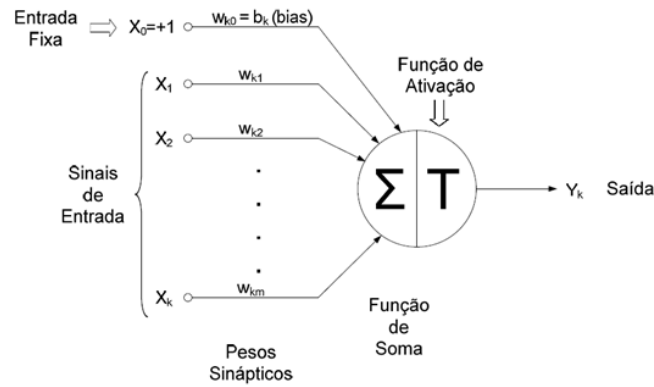 Entrada
Fixa
X₀=+1
wₖ₀ = bₖ (bias)
Função de
Ativação
X₁
wₖ₁
X₂
wₖ₂
Sinais
de
Entrada
Σ
T
Yₖ
Saída
Xₖ
wₖₘ
Função
de
Soma
Pesos
Sinápticos